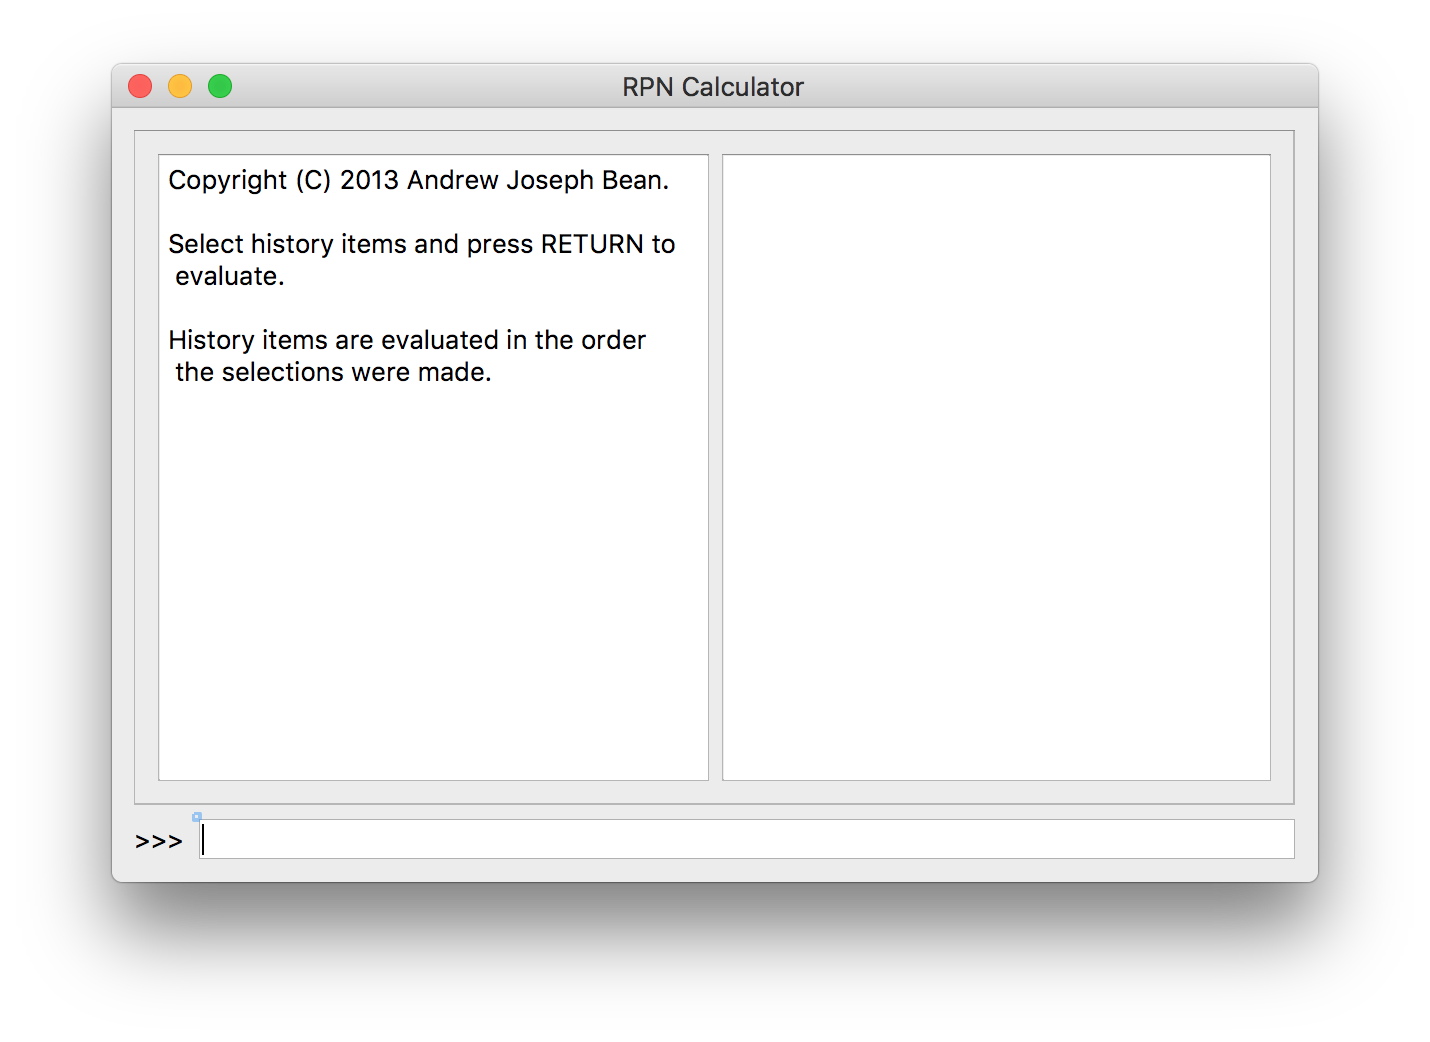 RPN Calculator
Copyright (C) 2013 Andrew Joseph Bean.
Select history items and press RETURN to
evaluate.
History items are evaluated in the order
the selections were made.
>>>